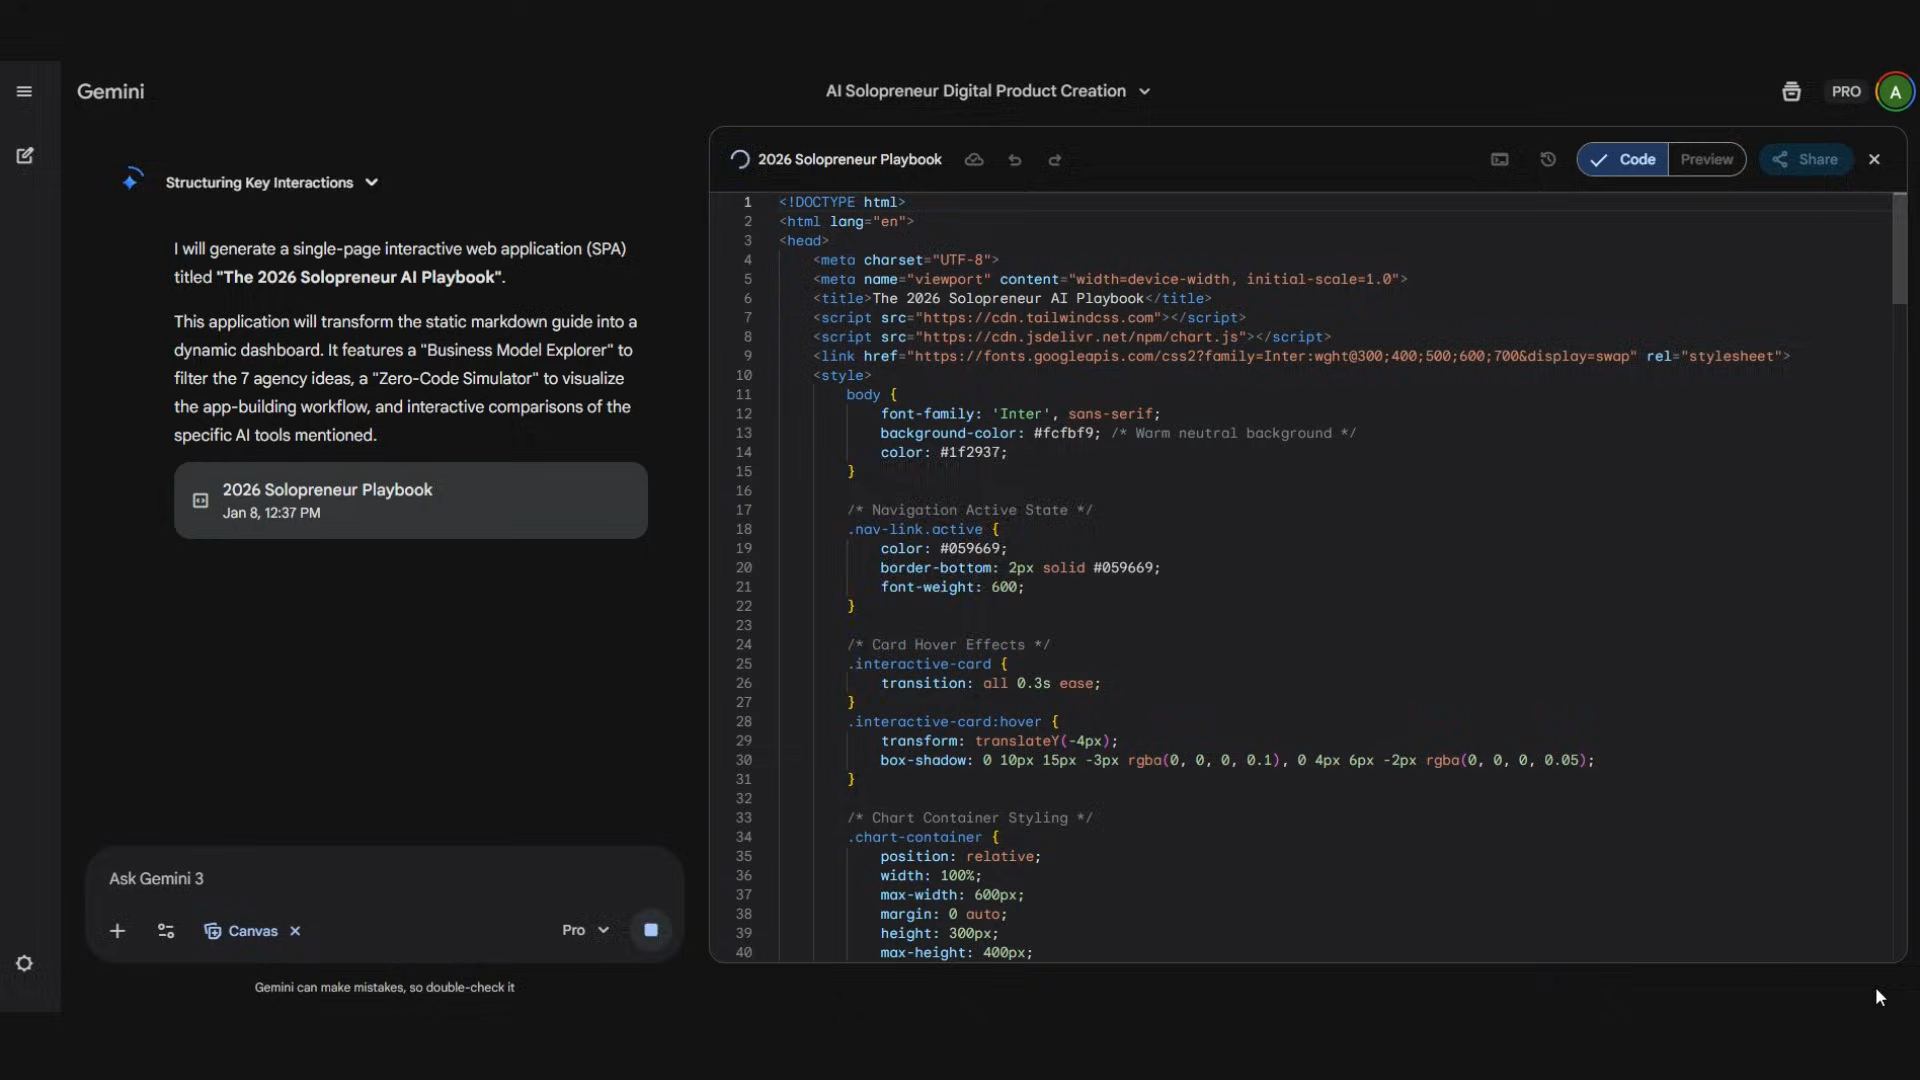 Gemini
AI Solopreneur Digital Product Creation
PRO
A
Structuring Key Interactions
I will generate a single-page interactive web application (SPA)
titled "The 2026 Solopreneur AI Playbook".
This application will transform the static markdown guide into a
dynamic dashboard. It features a "Business Model Explorer" to
filter the 7 agency ideas, a "Zero-Code Simulator" to visualize
the app-building workflow, and interactive comparisons of the
specific AI tools mentioned.
2026 Solopreneur Playbook
Jan 8, 12:37 PM
Ask Gemini 3
Canvas
Pro
Gemini can make mistakes, so double-check it
2026 Solopreneur Playbook
Code
Preview
Share
1 <!DOCTYPE html>
2 <html lang="en">
3 <head>
4 <meta charset="UTF-8">
5 <meta name="viewport" content="width=device-width, initial-scale=1.0">
6 <title>The 2026 Solopreneur AI Playbook</title>
7 <script src="https://cdn.tailwindcss.com"></script>
8 <script src="https://cdn.jsdelivr.net/npm/chart.js"></script>
9 <link href="https://fonts.googleapis.com/css2?family=Inter:wght@300;400;500;600;700&display=swap" rel="stylesheet">
10 <style>
11 body {
12 font-family: 'Inter', sans-serif;
13 background-color: #fcfbf9; /* Warm neutral background */
14 color: #1f2937;
15 }
16
17 /* Navigation Active State */
18 .nav-link.active {
19 color: #059669;
20 border-bottom: 2px solid #059669;
21 font-weight: 600;
22 }
23
24 /* Card Hover Effects */
25 .interactive-card {
26 transition: all 0.3s ease;
27 }
28 .interactive-card:hover {
29 transform: translateY(-4px);
30 box-shadow: 0 10px 15px -3px rgba(0, 0, 0, 0.1), 0 4px 6px -2px rgba(0, 0, 0, 0.05);
31 }
32
33 /* Chart Container Styling */
34 .chart-container {
35 position: relative;
36 width: 100%;
37 max-width: 600px;
38 margin: 0 auto;
39 height: 300px;
40 max-height: 400px;